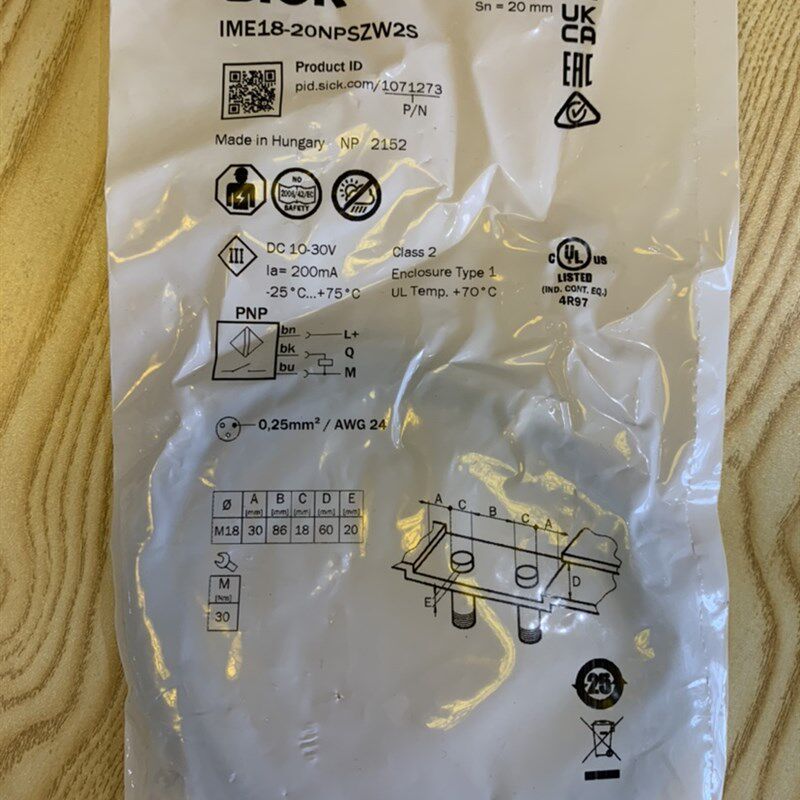 SICK
Sn = 20 mm
IME18-20NPSZW2S
UK
CA
Product ID
pid.sick.com/1071273
P/N
EAC
Made in Hungary NP 2152
NO
2006/42/EC
SAFETY
III
DC 10-30V
Ia= 200mA
-25°C...+75°C
Class 2
Enclosure Type 1
UL Temp. +70°C
C UL US
LISTED
(IND. CONT. EQ.)
4R97
PNP
bn L+
bk Q
bu M
0,25mm² / AWG 24
Ø A B C D E
[mm] [mm] [mm] [mm] [mm]
M18 30 86 18 60 20
M
[Nm]
30
A C B C A
D
E
25